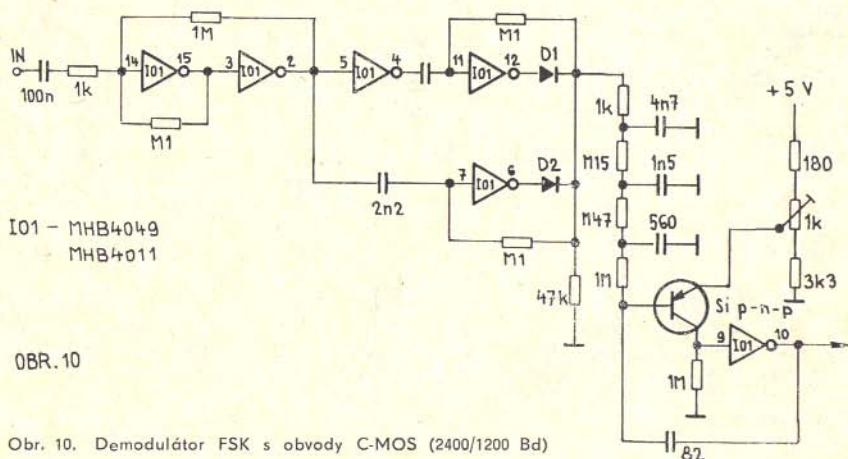 1M
M1
IN
14
15
3
2
5
4
11
12
D1
IO1
IO1
IO1
IO1
100n
1k
M1
1k
4n7
+5 V
7
6
D2
IO1
M15
1n5
180
2n2
IO1 - MHB4049
MHB4011
M1
M47
560
1k
47k
1M
3k3
Si p-n-p
OBR.10
9
IO1
10
1M
82
Obr. 10. Demodulátor FSK s obvody C-MOS (2400/1200 Bd)